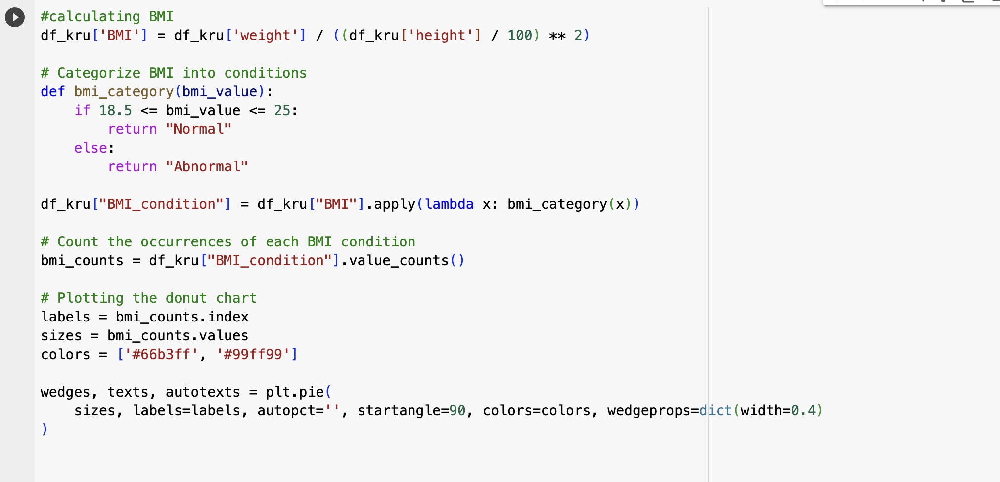 #calculating BMI
df_kru['BMI'] = df_kru['weight'] / ((df_kru['height'] / 100) ** 2)
# Categorize BMI into conditions
def bmi_category(bmi_value):
    if 18.5 <= bmi_value <= 25:
        return "Normal"
    else:
        return "Abnormal"
df_kru["BMI_condition"] = df_kru["BMI"].apply(lambda x: bmi_category(x))
# Count the occurrences of each BMI condition
bmi_counts = df_kru["BMI_condition"].value_counts()
# Plotting the donut chart
labels = bmi_counts.index
sizes = bmi_counts.values
colors = ['#66b3ff', '#99ff99']
wedges, texts, autotexts = plt.pie(
    sizes, labels=labels, autopct='', startangle=90, colors=colors, wedgeprops=dict(width=0.4)
)